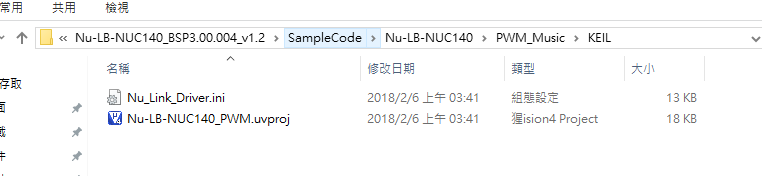 常用 共用 檢視
« Nu-LB-NUC140_BSP3.00.004_v1.2 > SampleCode > Nu-LB-NUC140 > PWM_Music > KEIL
名稱 修改日期 類型 大小
存取
Nu_Link_Driver.ini 2018/2/6 上午 03:41 組態設定 13 KB
面 Nu-LB-NUC140_PWM.uvproj 2018/2/6 上午 03:41 猩ision4 Project 18 KB
載
件